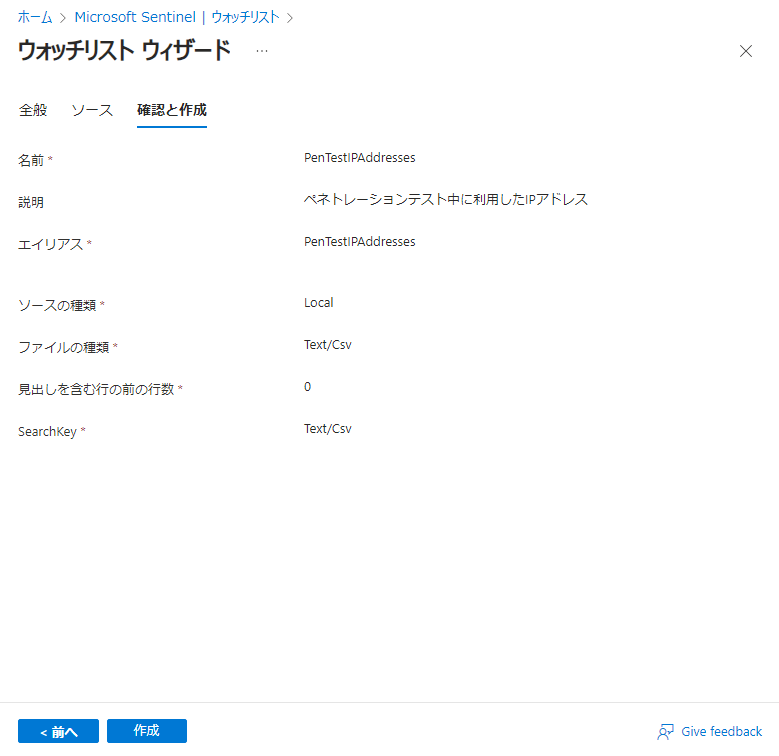 ホーム > Microsoft Sentinel | ウォッチリスト >
ウォッチリスト ウィザード ...
全般 ソース 確認と作成
名前 * PenTestIPAddresses
説明 ペネトレーションテスト中に利用したIPアドレス
エイリアス * PenTestIPAddresses
ソースの種類 * Local
ファイルの種類 * Text/Csv
見出しを含む行の前の行数 * 0
SearchKey * Text/Csv
< 前へ 作成 Give feedback